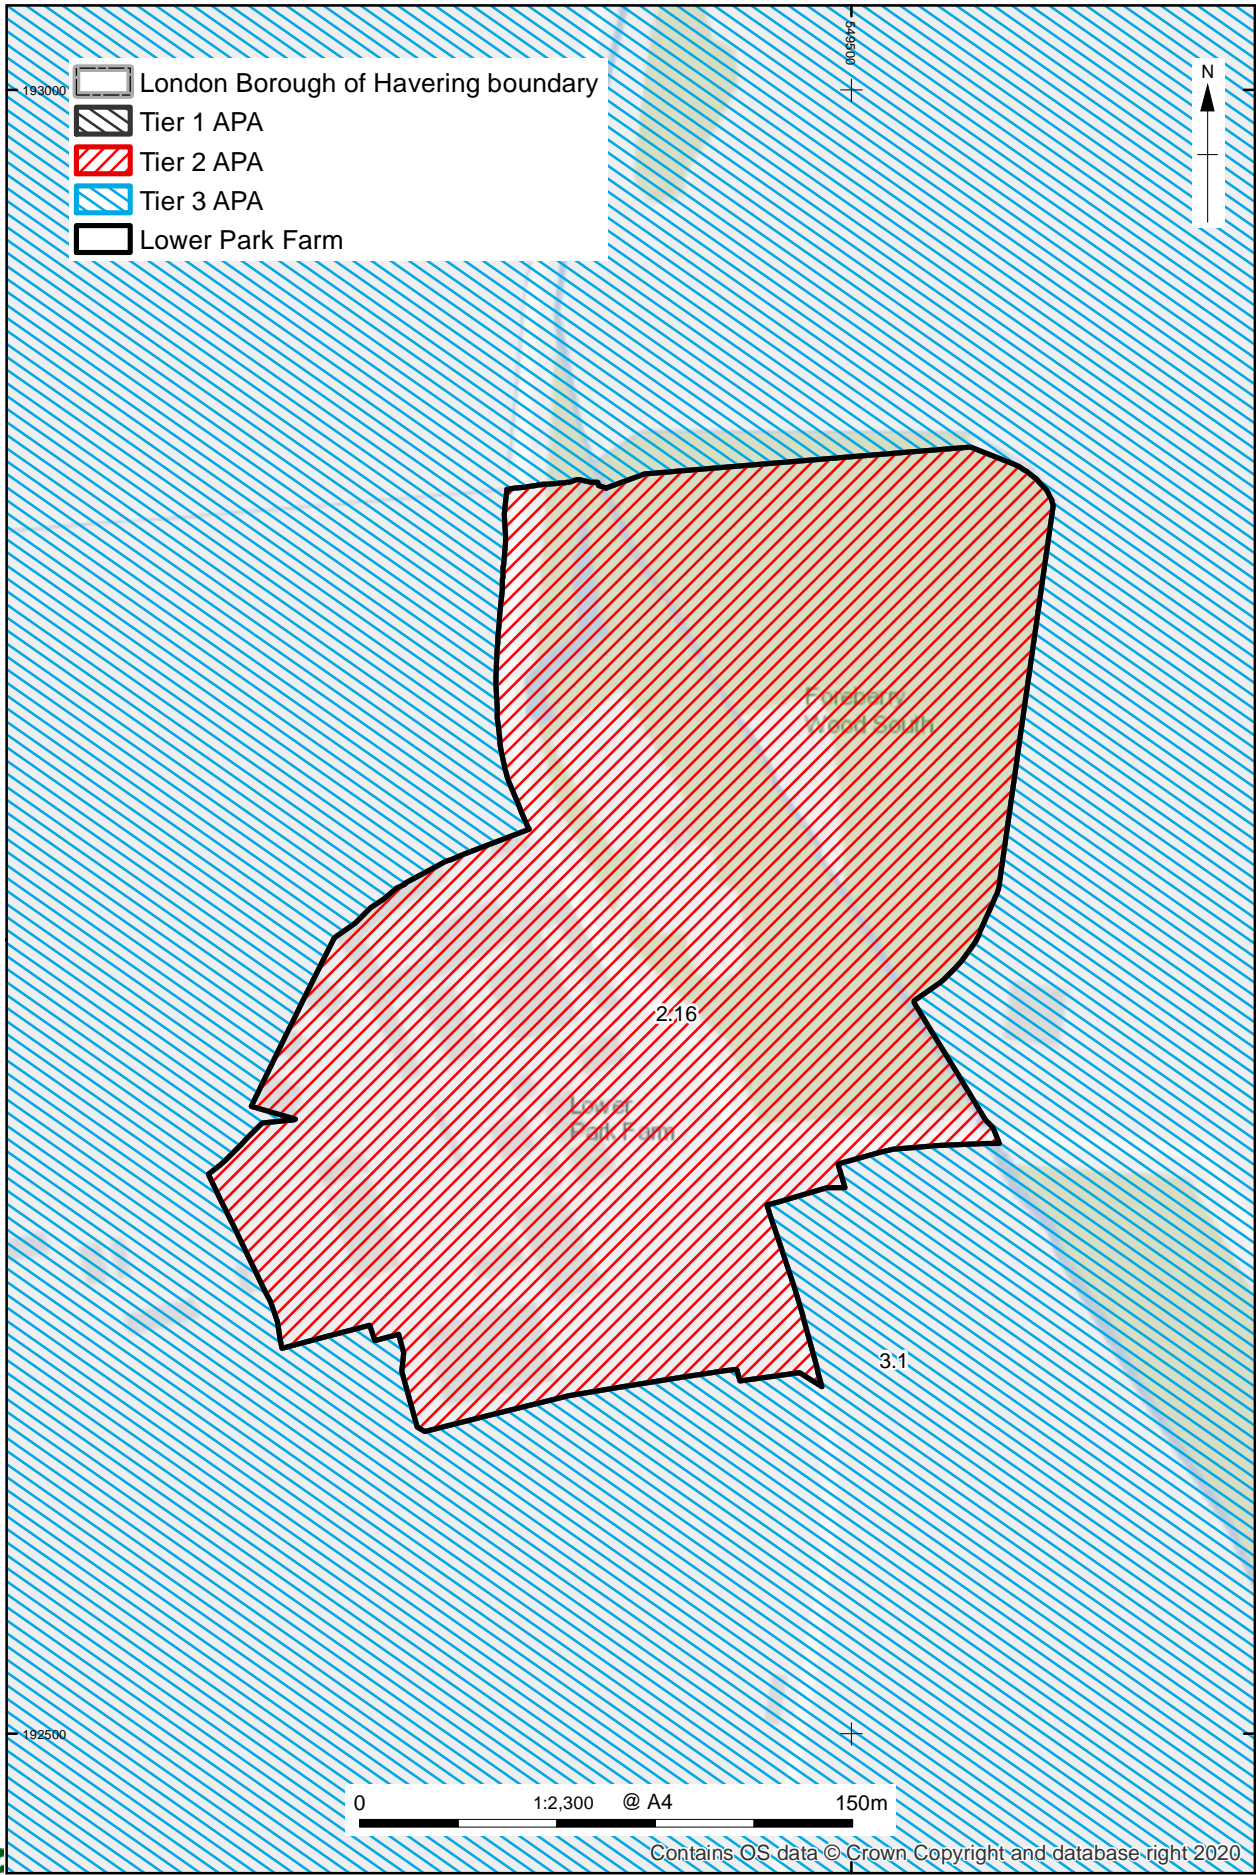 549500
193000
London Borough of Havering boundary
Tier 1 APA
Tier 2 APA
Tier 3 APA
Lower Park Farm
N
Foreberry
Wood South
2.16
Lower
Park Farm
3.1
192500
0 1:2,300 @ A4 150m
Contains OS data © Crown Copyright and database right 2020